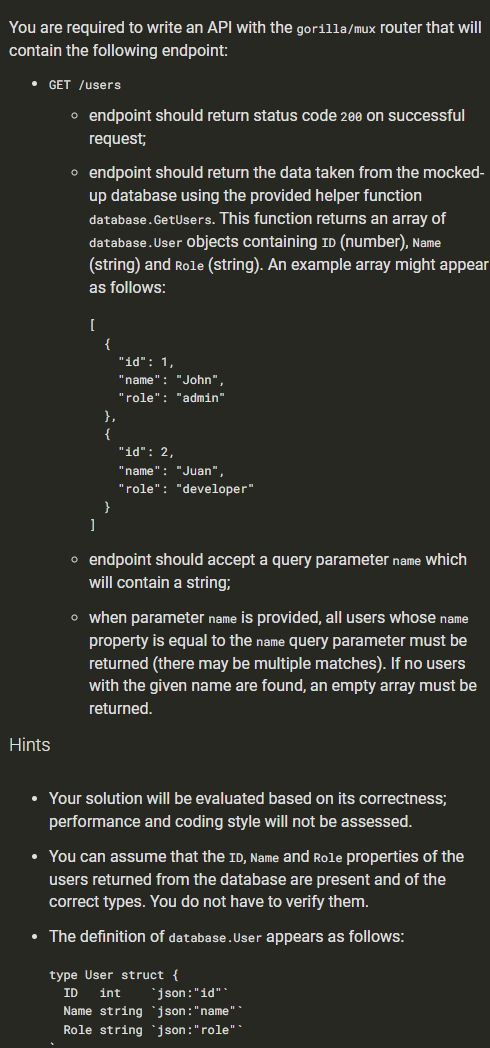 You are required to write an API with the gorilla/mux router that will
contain the following endpoint:
• GET /users
◦ endpoint should return status code 200 on successful
request;
◦ endpoint should return the data taken from the mocked-
up database using the provided helper function
database.GetUsers. This function returns an array of
database.User objects containing ID (number), Name
(string) and Role (string). An example array might appear
as follows:
[
{
"id": 1,
"name": "John",
"role": "admin"
},
{
"id": 2,
"name": "Juan",
"role": "developer"
}
]
◦ endpoint should accept a query parameter name which
will contain a string;
◦ when parameter name is provided, all users whose name
property is equal to the name query parameter must be
returned (there may be multiple matches). If no users
with the given name are found, an empty array must be
returned.
Hints
• Your solution will be evaluated based on its correctness;
performance and coding style will not be assessed.
• You can assume that the ID, Name and Role properties of the
users returned from the database are present and of the
correct types. You do not have to verify them.
• The definition of database.User appears as follows:
type User struct {
ID int `json:"id"`
Name string `json:"name"`
Role string `json:"role"`